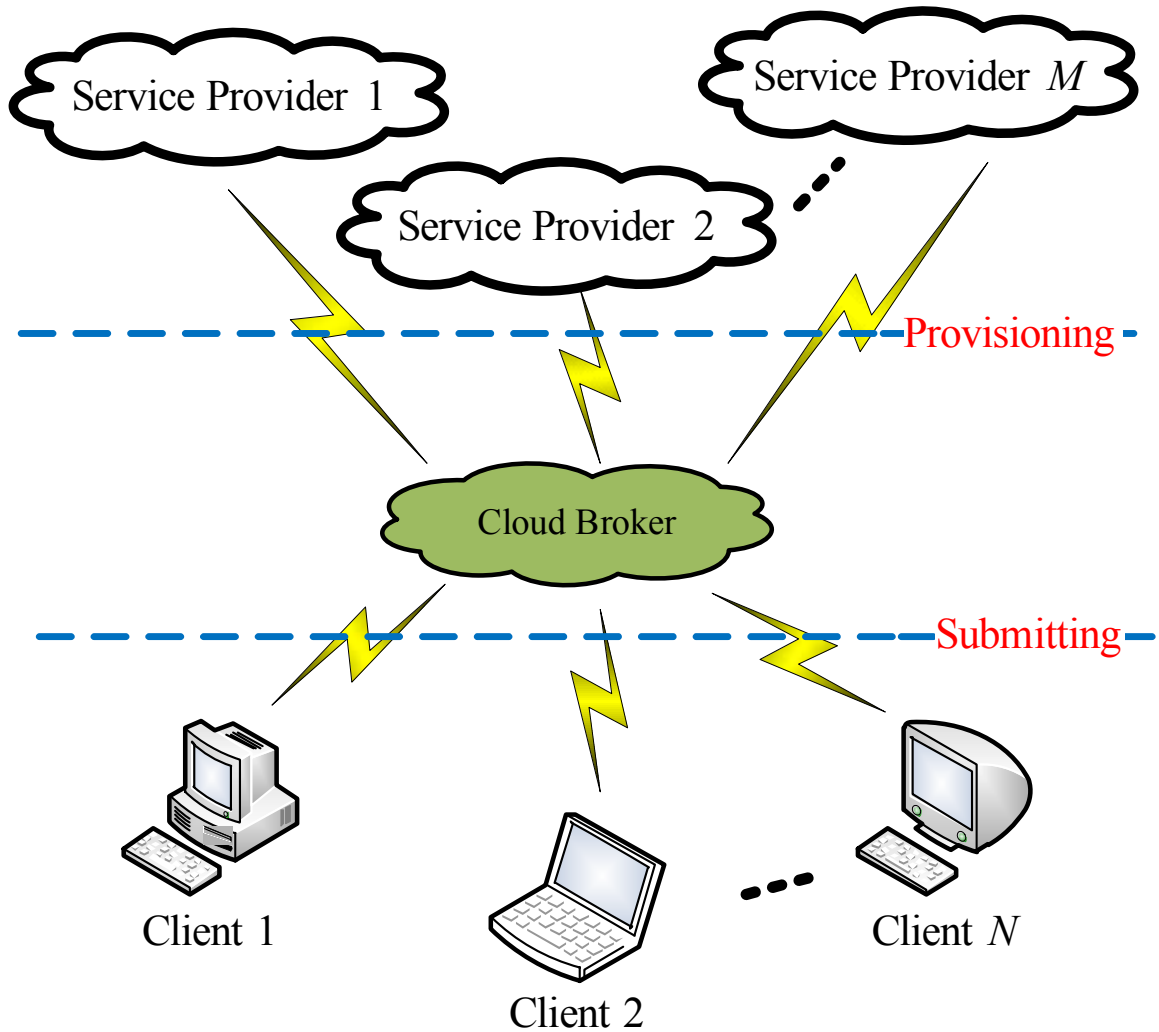 Service Provider 1
Service Provider M
Service Provider 2
Provisioning
Cloud Broker
Submitting
Client 1
Client N
Client 2